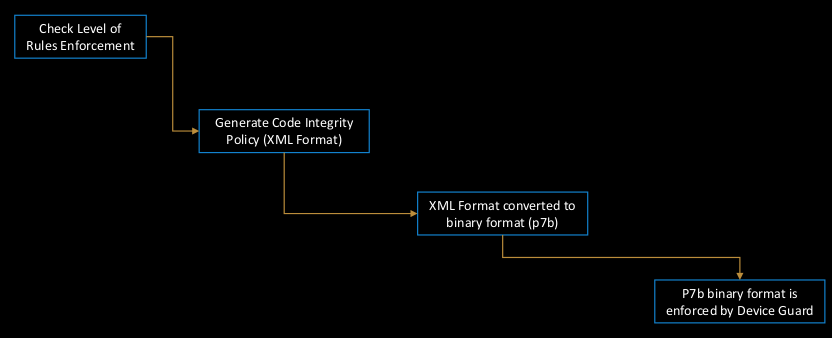 Check Level of
Rules Enforcement
Generate Code Integrity
Policy (XML Format)
XML Format converted to
binary format (p7b)
P7b binary format is
enforced by Device Guard